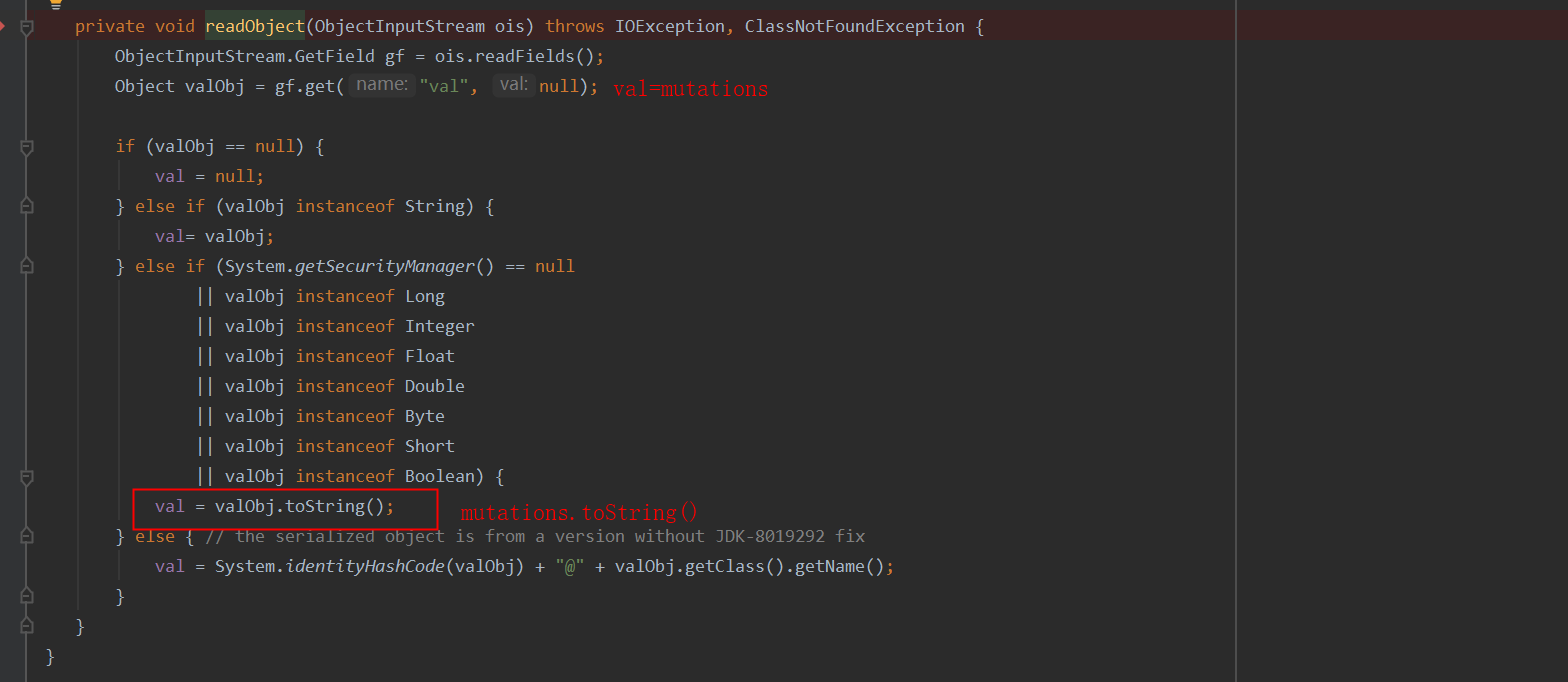 private void readObject(ObjectInputStream ois) throws IOException, ClassNotFoundException {
ObjectInputStream.GetField gf = ois.readFields();
Object valObj = gf.get( name: "val", val: null); val=mutations
if (valObj == null) {
val = null;
} else if (valObj instanceof String) {
val= valObj;
} else if (System.getSecurityManager() == null
|| valObj instanceof Long
|| valObj instanceof Integer
|| valObj instanceof Float
|| valObj instanceof Double
|| valObj instanceof Byte
|| valObj instanceof Short
|| valObj instanceof Boolean) {
val = valObj.toString(); mutations.toString()
} else { // the serialized object is from a version without JDK-8019292 fix
val = System.identityHashCode(valObj) + "@" + valObj.getClass().getName();
}
}
}